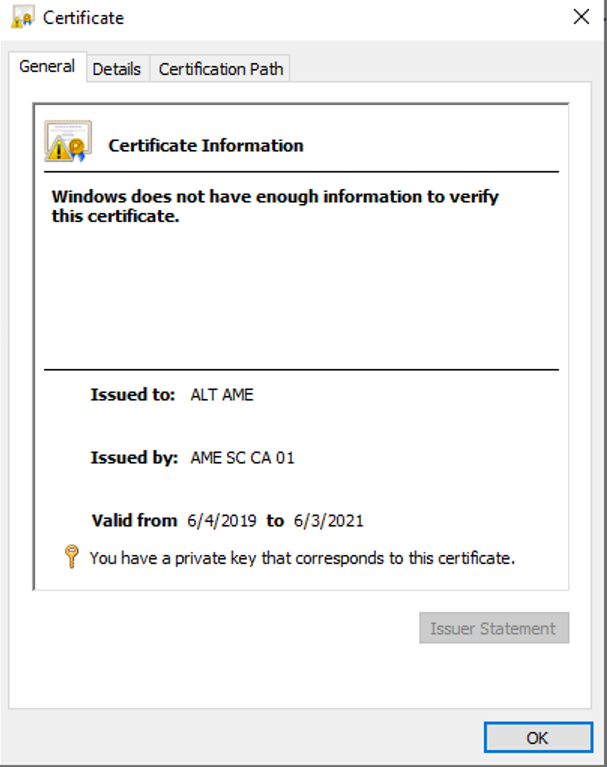 Certificate
General
Details
Certification Path
Certificate Information
Windows does not have enough information to verify
this certificate.
Issued to: ALT AME
Issued by: AME SC CA 01
Valid from 6/4/2019 to 6/3/2021
You have a private key that corresponds to this certificate.
Issuer Statement
OK